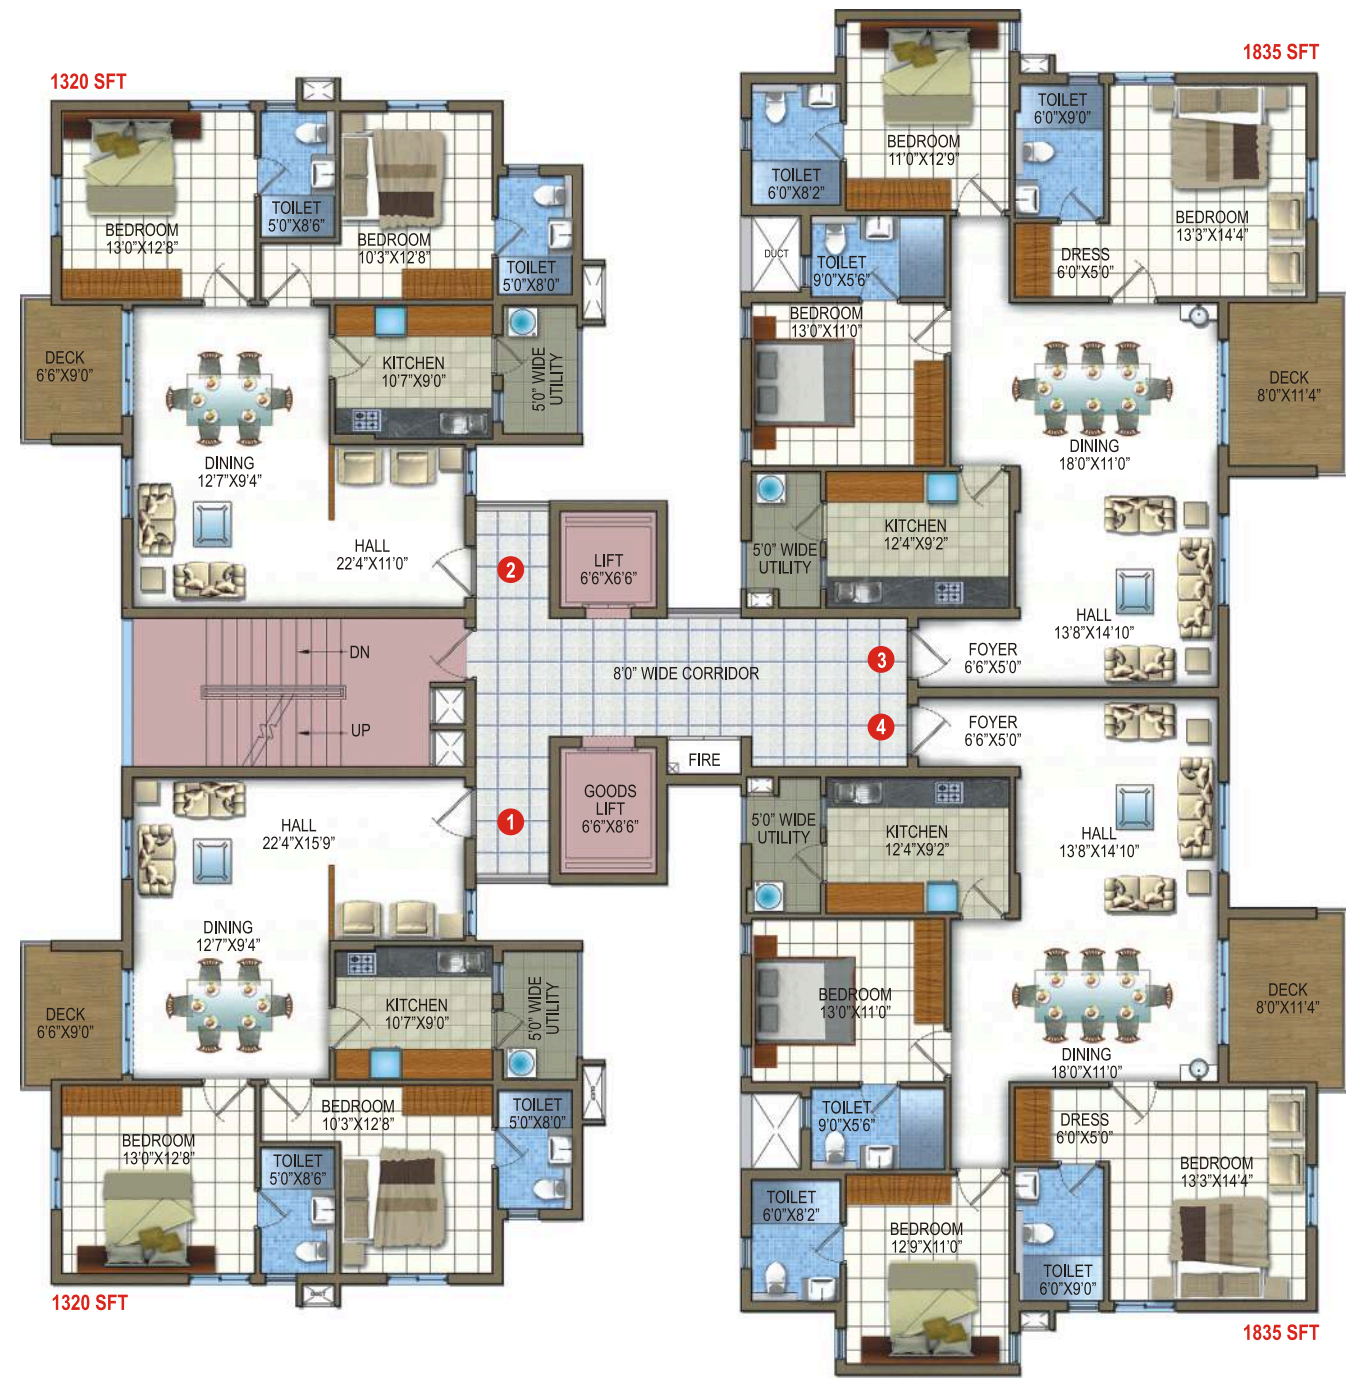 1320 SFT
BEDROOM
13'0"X12'8"
TOILET
5'0"X8'6"
BEDROOM
10'3"X12'8"
TOILET
5'0"X8'0"
DECK
6'6"X9'0"
KITCHEN
10'7"X9'0"
5'0" WIDE
UTILITY
DINING
12'7"X9'4"
HALL
22'4"X11'0"
1835 SFT
BEDROOM
11'0"X12'9"
TOILET
6'0"X8'2"
TOILET
6'0"X9'0"
BEDROOM
13'3"X14'4"
DRESS
6'0"X5'0"
DUCT
TOILET
9'0"X5'6"
BEDROOM
13'0"X11'0"
DECK
8'0"X11'4"
DINING
18'0"X11'0"
KITCHEN
12'4"X9'2"
5'0" WIDE
UTILITY
HALL
13'8"X14'10"
FOYER
6'6"X5'0"
2
LIFT
6'6"X6'6"
DN
UP
8'0" WIDE CORRIDOR
3
4
FIRE
GOODS
LIFT
6'6"X8'6"
1
HALL
22'4"X15'9"
DINING
12'7"X9'4"
DECK
6'6"X9'0"
KITCHEN
10'7"X9'0"
5'0" WIDE
UTILITY
BEDROOM
13'0"X12'8"
TOILET
5'0"X8'6"
BEDROOM
10'3"X12'8"
TOILET
5'0"X8'0"
DUCT
1320 SFT
FOYER
6'6"X5'0"
HALL
13'8"X14'10"
5'0" WIDE
UTILITY
KITCHEN
12'4"X9'2"
BEDROOM
13'0"X11'0"
DINING
18'0"X11'0"
DECK
8'0"X11'4"
TOILET
9'0"X5'6"
DRESS
6'0"X5'0"
BEDROOM
13'3"X14'4"
TOILET
6'0"X8'2"
BEDROOM
12'9"X11'0"
TOILET
6'0"X9'0"
1835 SFT